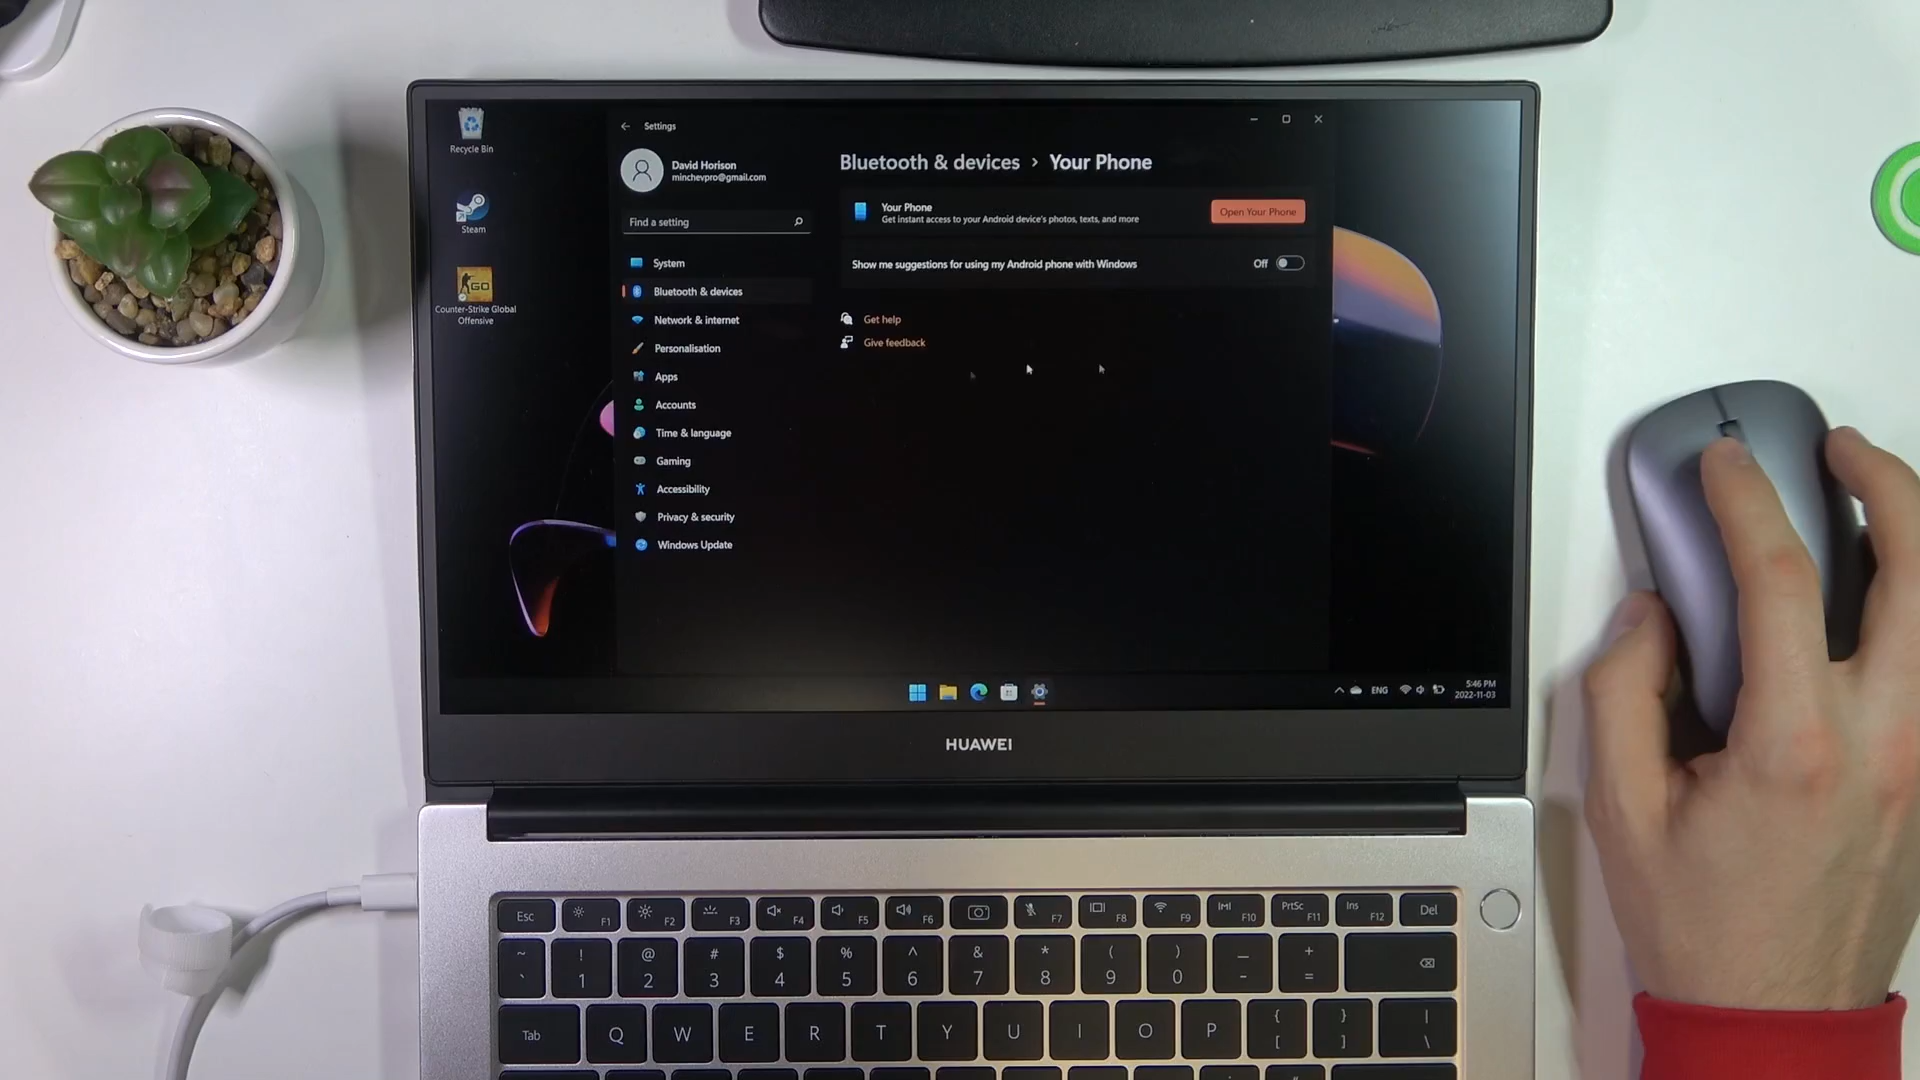 Recycle Bin
Steam
GO
Counter-Strike Global
Offensive
Settings
David Horison
minchevpro@gmail.com
Find a setting
System
Bluetooth & devices
Network & internet
Personalisation
Apps
Accounts
Time & language
Gaming
Accessibility
Privacy & security
Windows Update
Bluetooth & devices › Your Phone
Your Phone
Get instant access to your Android device's photos, texts, and more
Open Your Phone
Show me suggestions for using my Android phone with Windows
Off
Get help
Give feedback
ENG
5:46 PM
2022-11-03
HUAWEI
Esc F1 F2 F3 F4 F5 F6 F7 F8 F9 F10 PrtSc F11 Ins F12 Del
~ ! @ # $ % ^ & * ( ) — +
` 1 2 3 4 5 6 7 8 9 0 - =
Tab Q W E R T Y U I O P { [ } ] | \